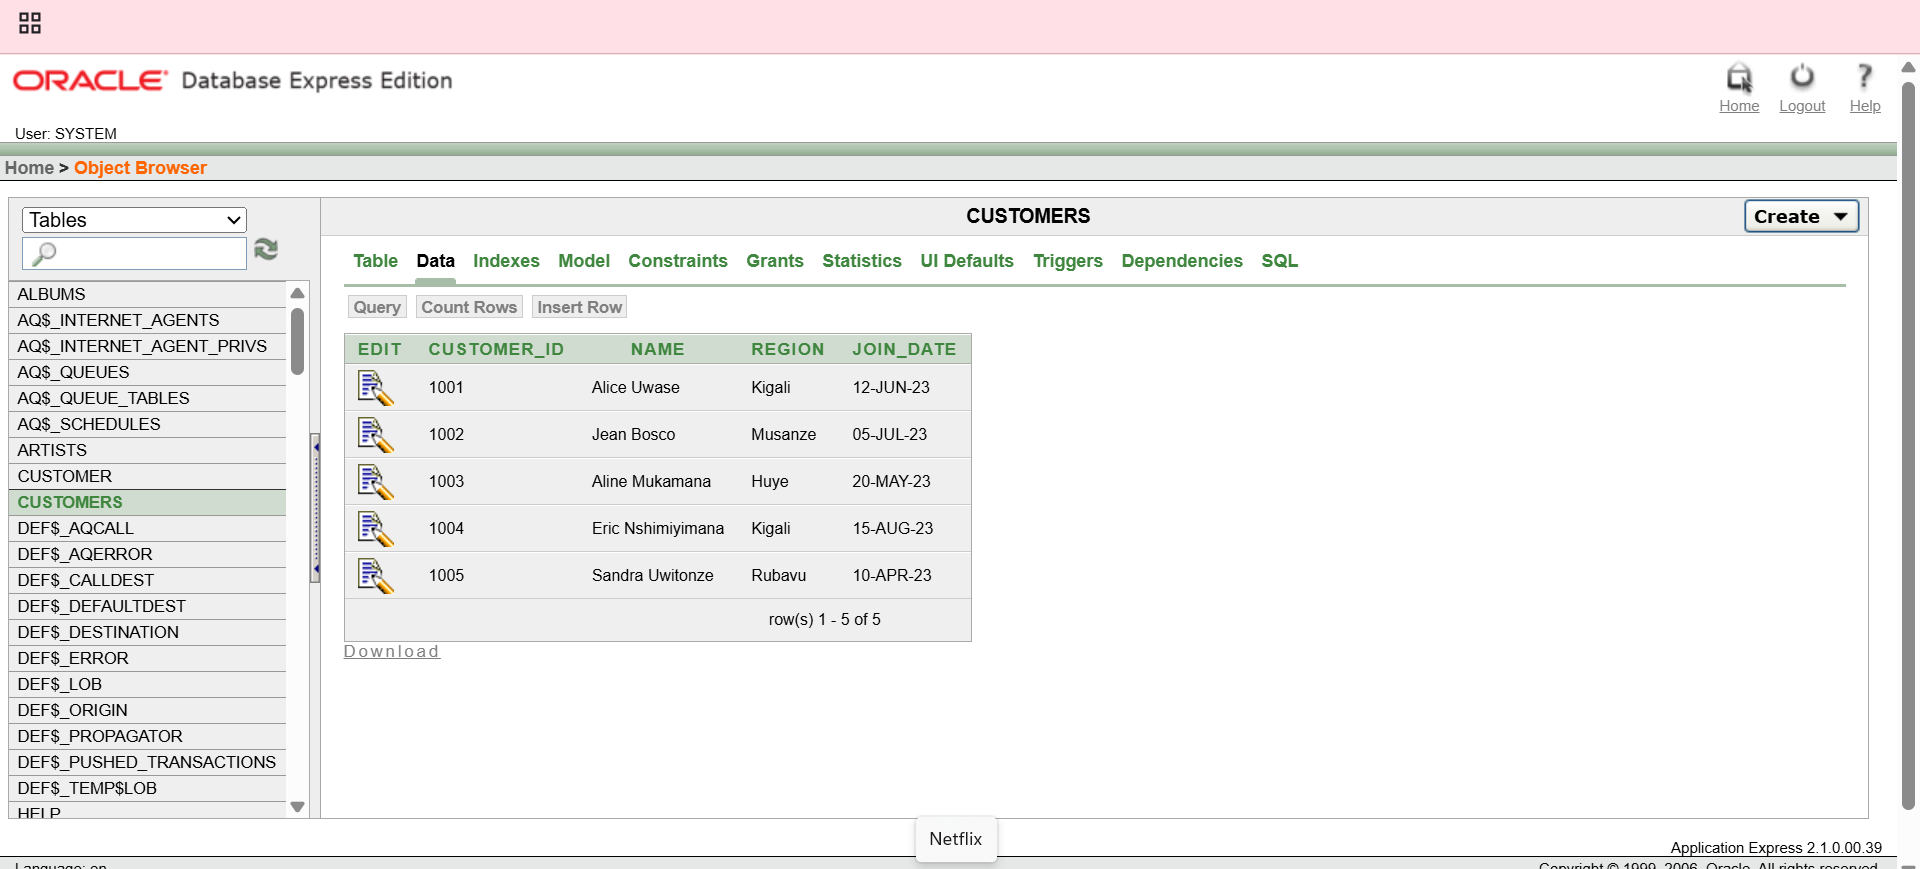 ORACLE Database Express Edition
Home Logout Help
User: SYSTEM
Home > Object Browser
Tables
CUSTOMERS
Create
Table Data Indexes Model Constraints Grants Statistics UI Defaults Triggers Dependencies SQL
Query Count Rows Insert Row
ALBUMS
AQ$_INTERNET_AGENTS
AQ$_INTERNET_AGENT_PRIVS
AQ$_QUEUES
AQ$_QUEUE_TABLES
AQ$_SCHEDULES
ARTISTS
CUSTOMER
CUSTOMERS
DEF$_AQCALL
DEF$_AQERROR
DEF$_CALLDEST
DEF$_DEFAULTDEST
DEF$_DESTINATION
DEF$_ERROR
DEF$_LOB
DEF$_ORIGIN
DEF$_PROPAGATOR
DEF$_PUSHED_TRANSACTIONS
DEF$_TEMP$LOB
HELP
EDIT CUSTOMER_ID NAME REGION JOIN_DATE
1001 Alice Uwase Kigali 12-JUN-23
1002 Jean Bosco Musanze 05-JUL-23
1003 Aline Mukamana Huye 20-MAY-23
1004 Eric Nshimiyimana Kigali 15-AUG-23
1005 Sandra Uwitonze Rubavu 10-APR-23
row(s) 1 - 5 of 5
Download
Netflix
Application Express 2.1.0.00.39
Language: en
Copyright © 1999, 2006, Oracle. All rights reserved.